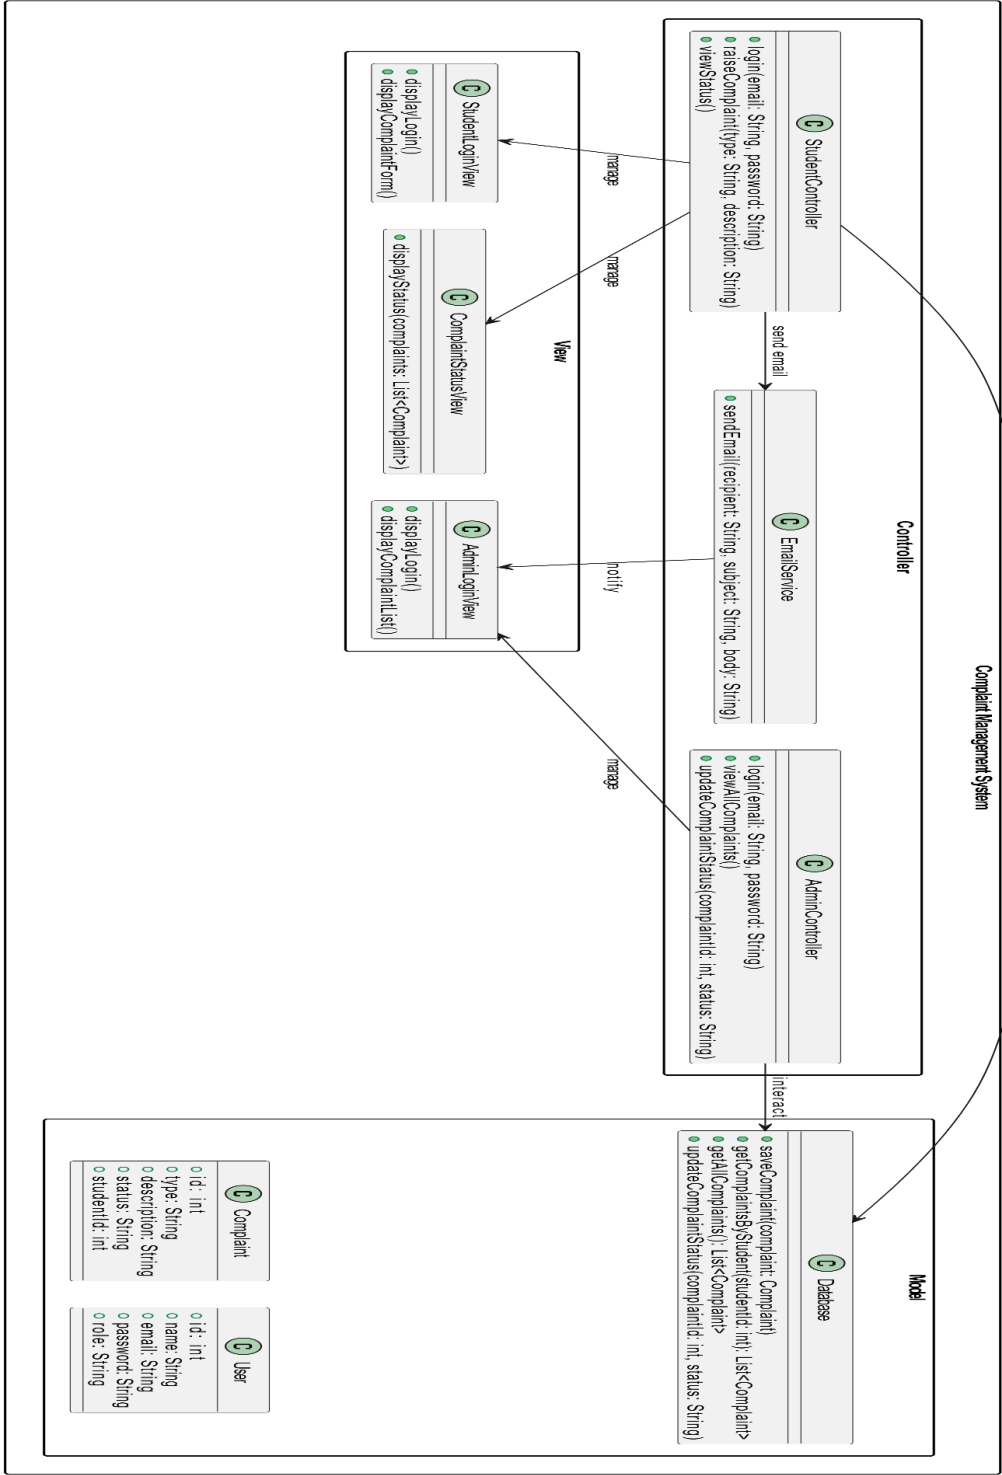 Complaint Management System
Controller
C StudentController
login(email: String, password: String)
raiseComplaint(type: String, description: String)
viewStatus()
send email
C EmailService
sendEmail(recipient: String, subject: String, body: String)
C AdminController
login(email: String, password: String)
viewAllComplaints()
updateComplaintStatus(complaintId: int, status: String)
interact
Model
C Database
saveComplaint(complaint: Complaint)
getComplaintsByStudent(studentId: int): List<Complaint>
getAllComplaints(): List<Complaint>
updateComplaintStatus(complaintId: int, status: String)
manage
manage
notify
manage
View
C StudentLoginView
displayLogin()
displayComplaintForm()
C ComplaintStatusView
displayStatus(complaints: List<Complaint>)
C AdminLoginView
displayLogin()
displayComplaintList()
C Complaint
id: int
type: String
description: String
status: String
studentId: int
C User
id: int
name: String
email: String
password: String
role: String